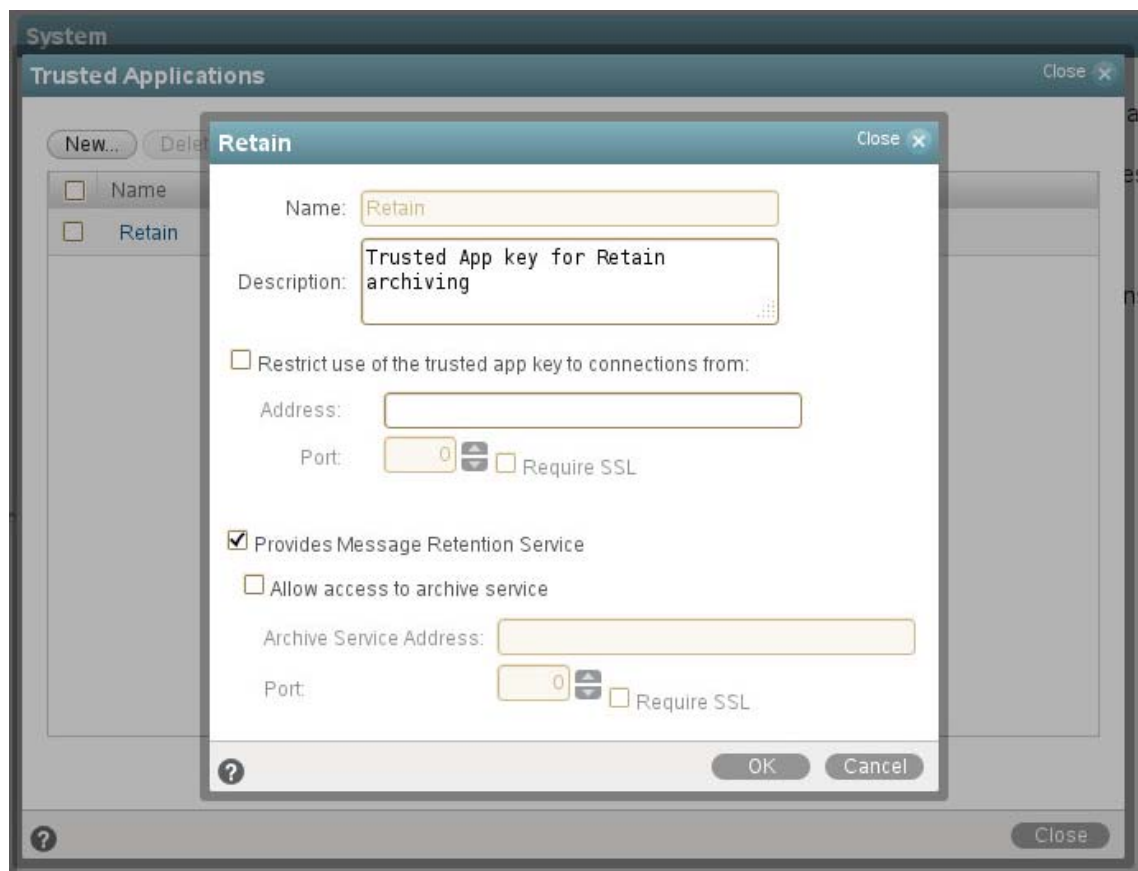 System
Trusted Applications
Close
New...
Delet
Name
Retain
Retain
Close
Name: Retain
Description: Trusted App key for Retain
archiving
Restrict use of the trusted app key to connections from:
Address:
Port: 0 Require SSL
Provides Message Retention Service
Allow access to archive service
Archive Service Address:
Port: 0 Require SSL
OK
Cancel
Close